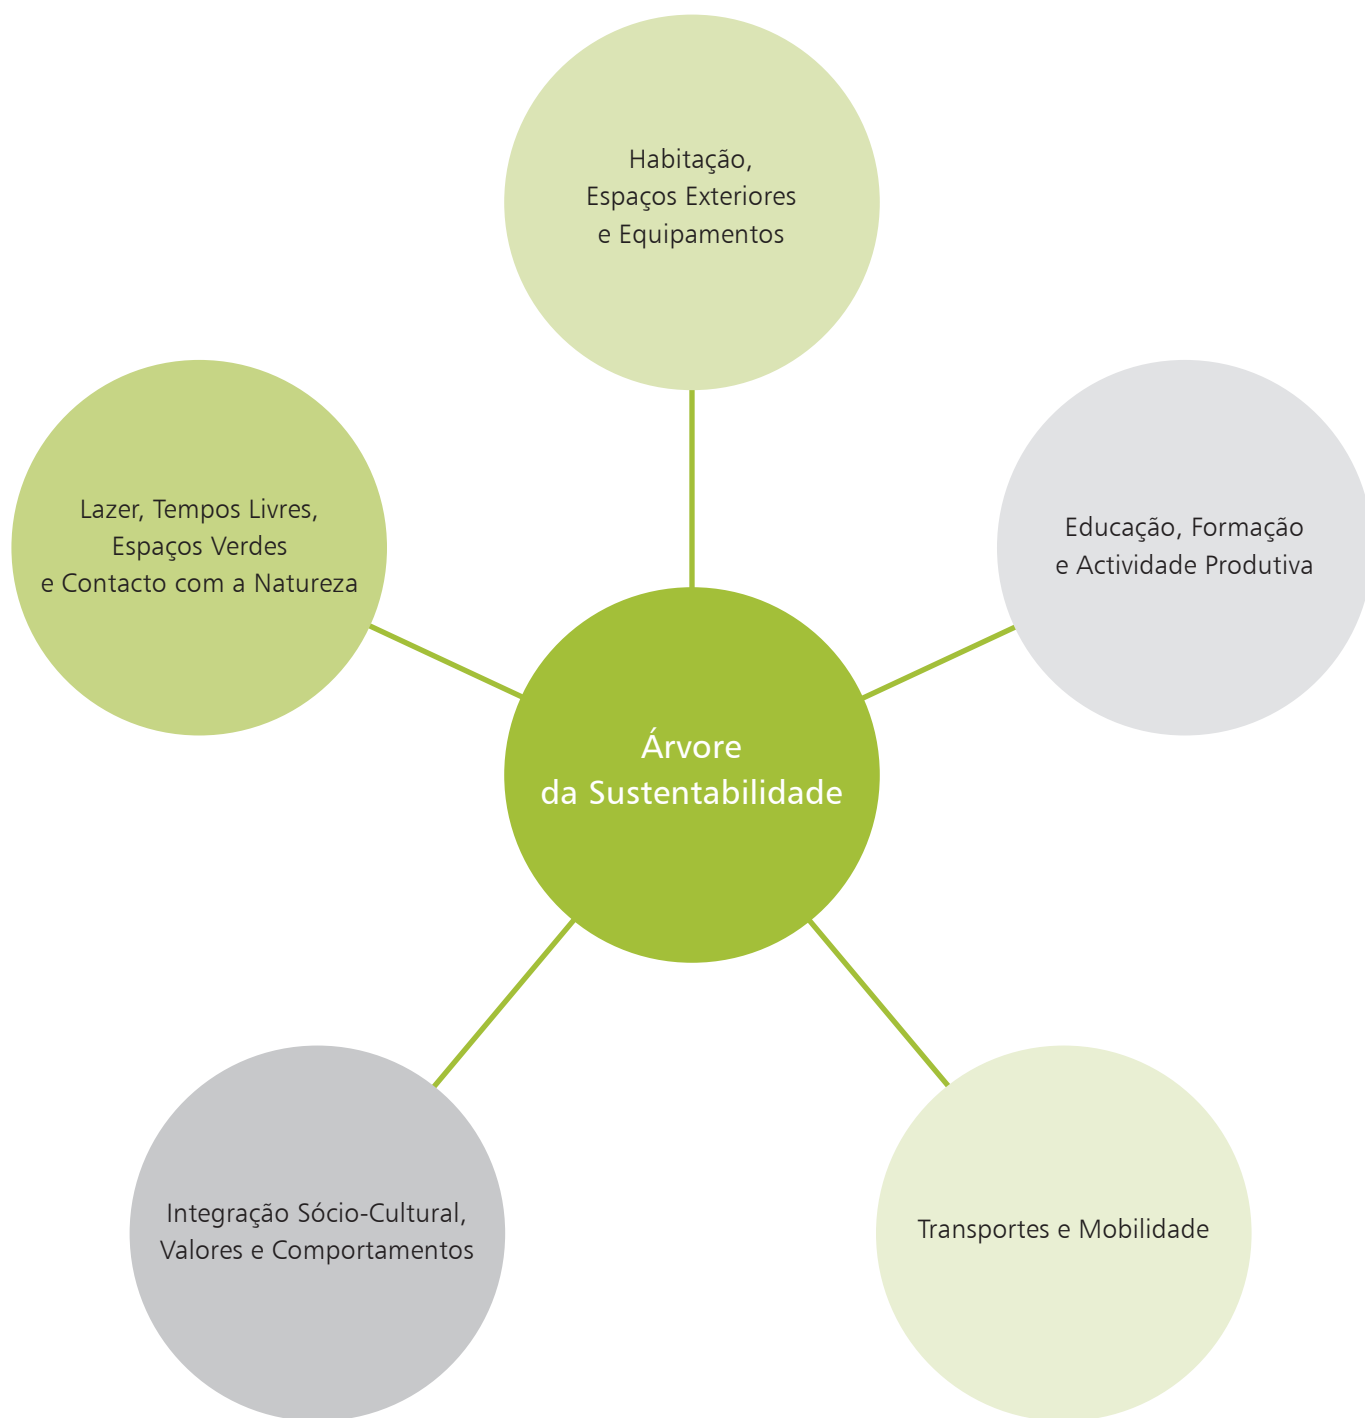 Habitação,
Espaços Exteriores
e Equipamentos
Lazer, Tempos Livres,
Espaços Verdes
e Contacto com a Natureza
Educação, Formação
e Actividade Produtiva
Árvore
da Sustentabilidade
Integração Sócio-Cultural,
Valores e Comportamentos
Transportes e Mobilidade